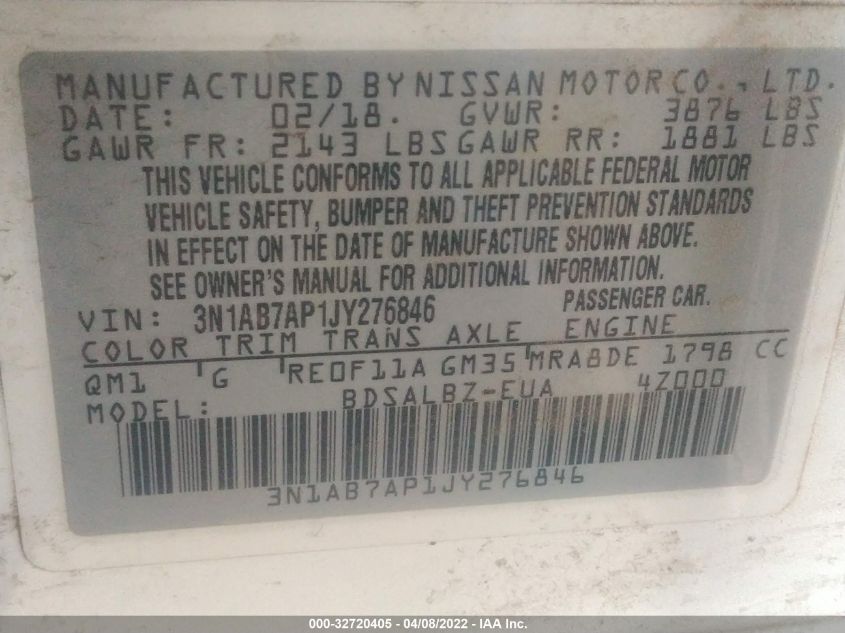 MANUFACTURED BY NISSAN MOTOR CO., LTD.
DATE: 02/18. GVWR: 3876 LBS
GAWR FR: 2143 LBS GAWR RR: 1881 LBS
THIS VEHICLE CONFORMS TO ALL APPLICABLE FEDERAL MOTOR
VEHICLE SAFETY, BUMPER AND THEFT PREVENTION STANDARDS
IN EFFECT ON THE DATE OF MANUFACTURE SHOWN ABOVE.
SEE OWNER'S MANUAL FOR ADDITIONAL INFORMATION.
VIN: 3N1AB7AP1JY276846 PASSENGER CAR.
COLOR TRIM TRANS AXLE ENGINE
QM1 G RE0F11A GM35 MRA8DE 1798 CC
MODEL: BDSALBZ-EUA 4Z000
3N1AB7AP1JY276846
000-32720405 - 04/08/2022 - IAA Inc.